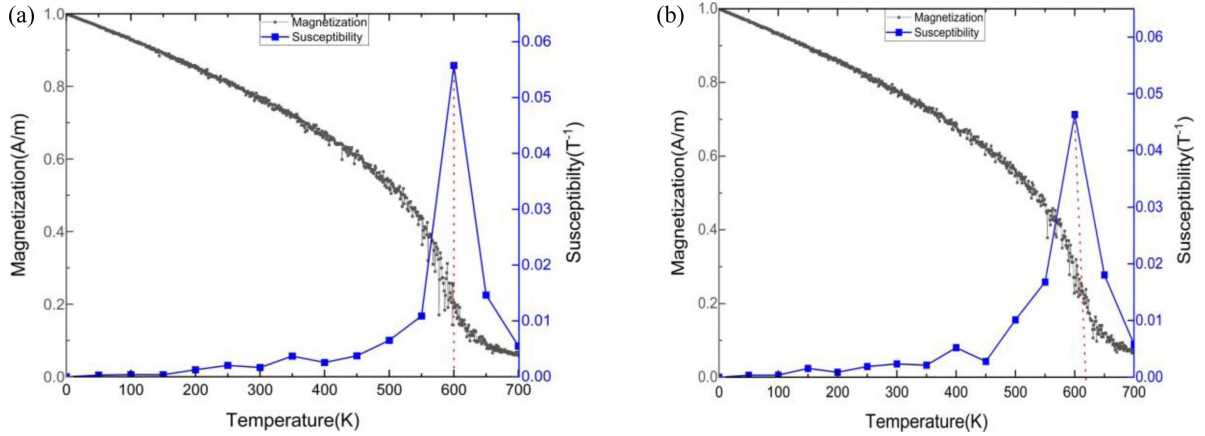 (a)
Magnetization
Susceptibility
Magnetization(A/m)
1.0
0.8
0.6
0.4
0.2
0.0
0.06
0.05
0.04
0.03
0.02
0.01
0.00
Susceptibilty(T-1)
0 100 200 300 400 500 600 700
Temperature(K)
(b)
Magnetization
Susceptibility
Magnetization(A/m)
1.0
0.8
0.6
0.4
0.2
0.0
0.06
0.05
0.04
0.03
0.02
0.01
0.00
Susceptibility(T-1)
0 100 200 300 400 500 600 700
Temperature(K)